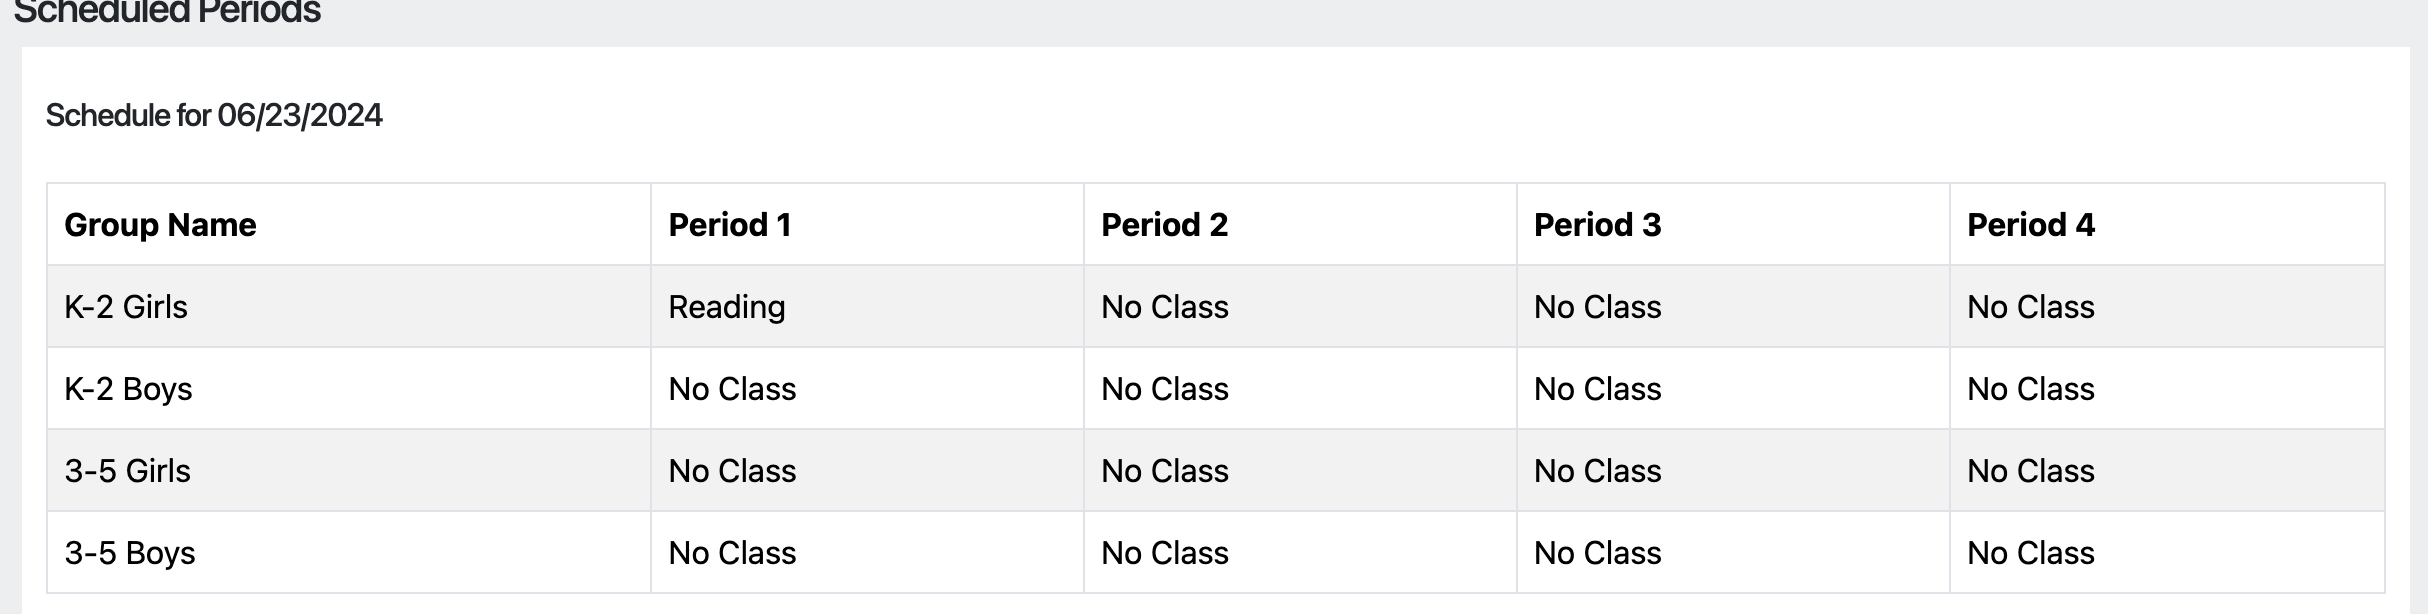 Scheduled Periods
Schedule for 06/23/2024
Group Name Period 1 Period 2 Period 3 Period 4
K-2 Girls Reading No Class No Class No Class
K-2 Boys No Class No Class No Class No Class
3-5 Girls No Class No Class No Class No Class
3-5 Boys No Class No Class No Class No Class